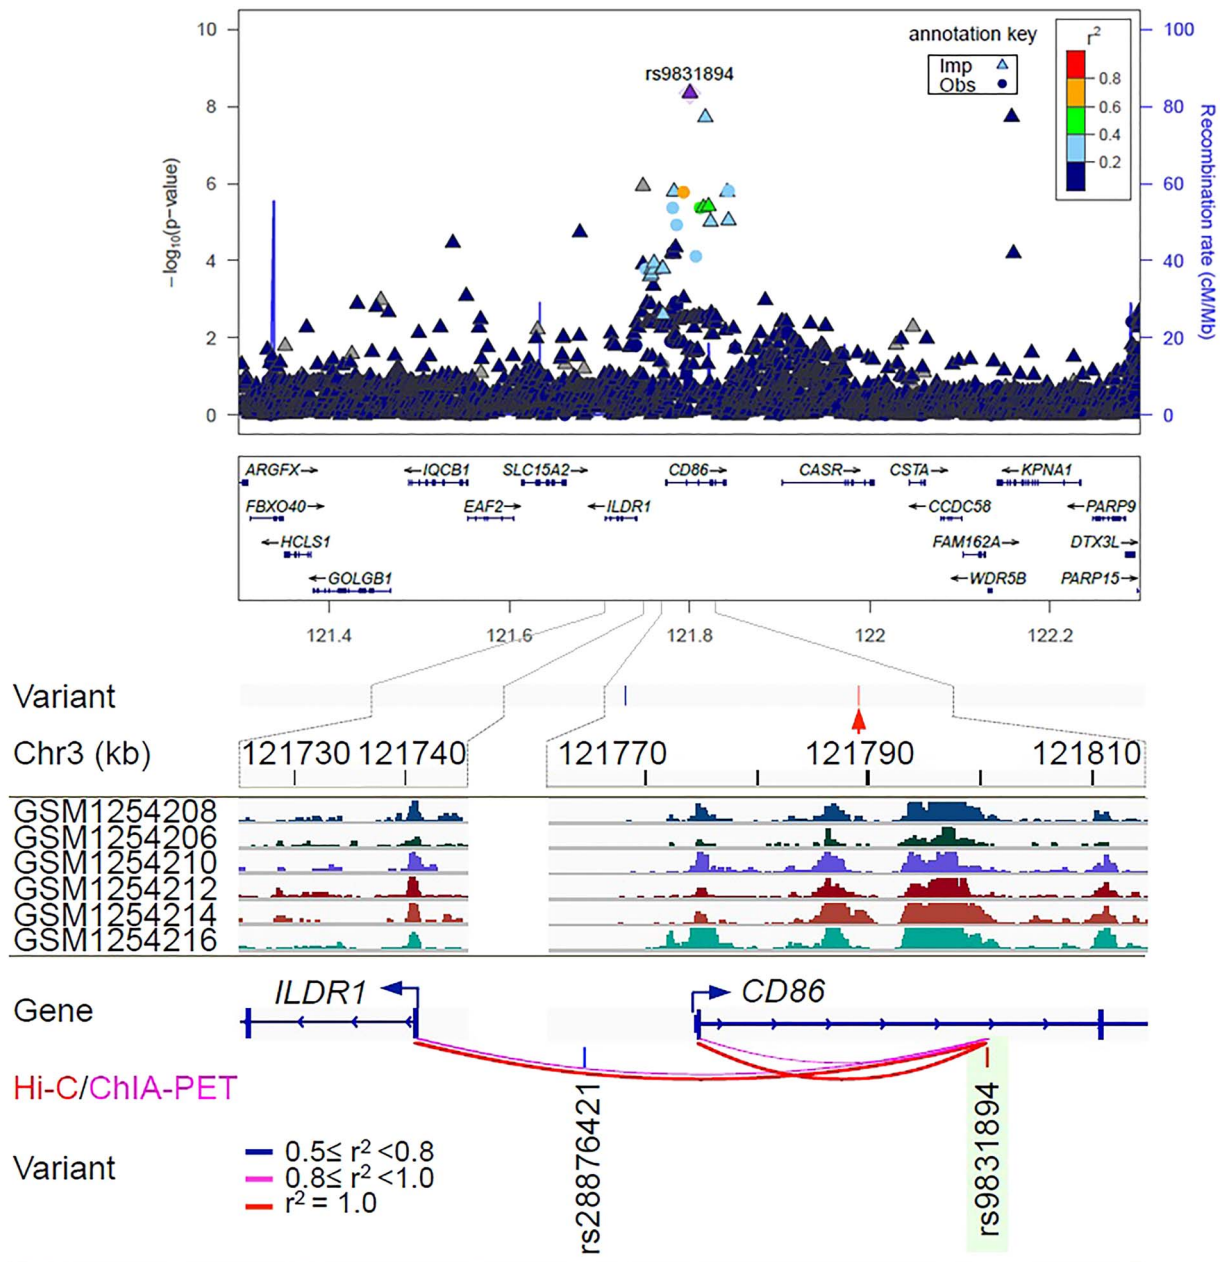 10
8
6
4
2
0
−log10(p−value)
rs9831894
annotation key
Imp
Obs
r2
0.8
0.6
0.4
0.2
100
80
60
40
20
0
Recombination rate (cM/Mb)
ARGFX→ ←IQCB1 SLC15A2→ CD86→ CASR→ CSTA→ ←KPNA1
FBXO40→ EAF2→ ←ILDR1 ←CCDC58 ←PARP9
←HCLS1 FAM162A→ DTX3L→
←GOLGB1 ←WDR5B PARP15→
121.4 121.6 121.8 122 122.2
Variant
Chr3 (kb) 121730 121740 121770 121790 121810
GSM1254208
GSM1254206
GSM1254210
GSM1254212
GSM1254214
GSM1254216
Gene ILDR1 CD86
Hi-C/ChIA-PET
rs28876421
rs9831894
Variant
0.5≤ r2 <0.8
0.8≤ r2 <1.0
r2 = 1.0